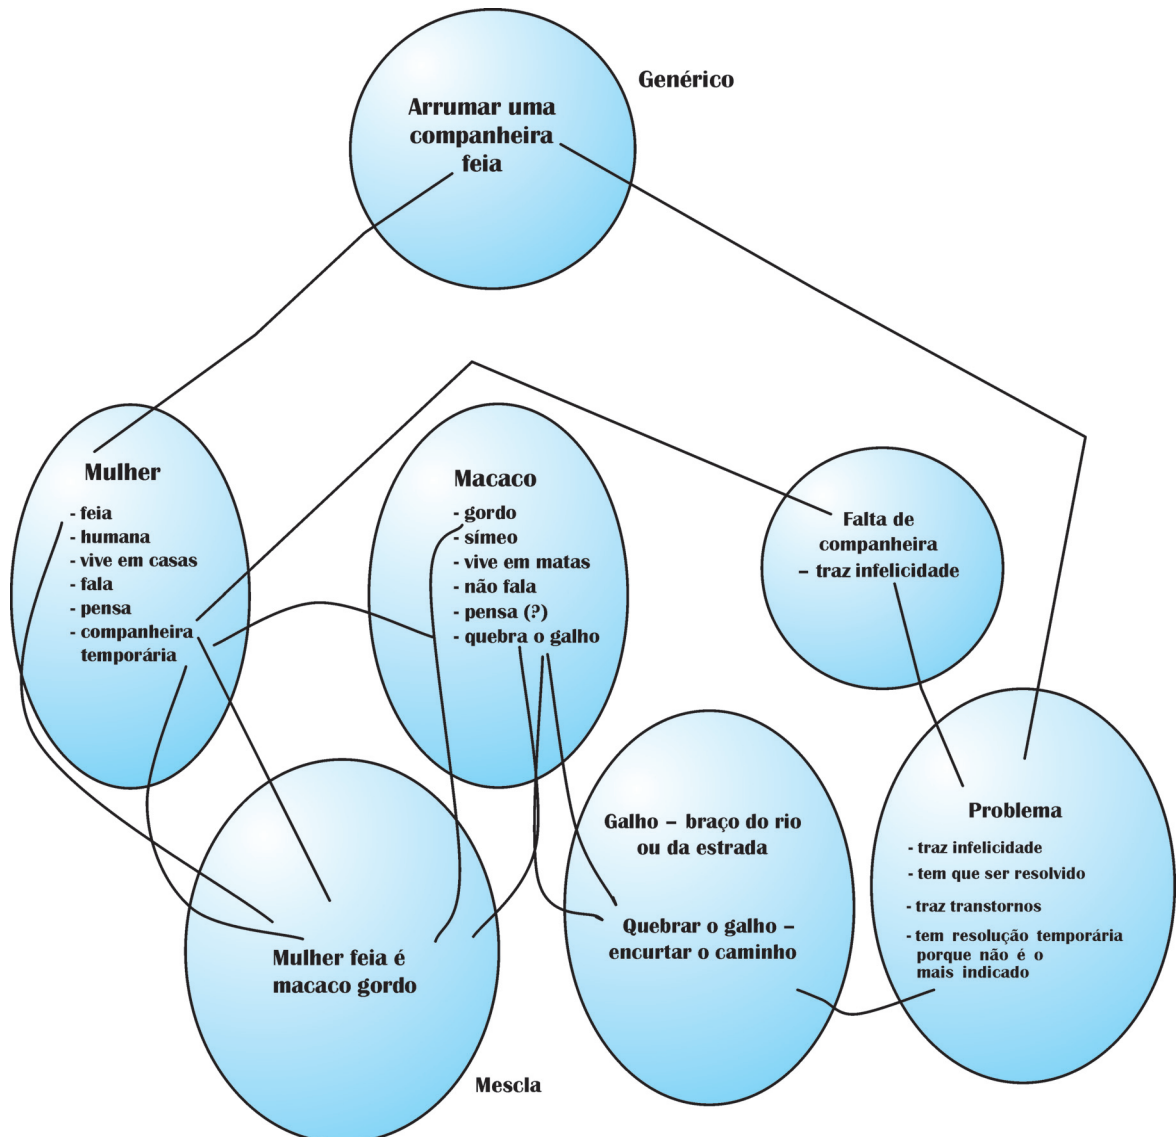 Genérico
Arrumar uma
companheira
feia
Mulher
- feia
- humana
- vive em casas
- fala
- pensa
- companheira
temporária
Macaco
- gordo
- símeo
- vive em matas
- não fala
- pensa (?)
- quebra o galho
Falta de
companheira
– traz infelicidade
Mulher feia é
macaco gordo
Mescla
Galho – braço do rio
ou da estrada
Quebrar o galho –
encurtar o caminho
Problema
- traz infelicidade
- tem que ser resolvido
- traz transtornos
- tem resolução temporária
porque não é o
mais indicado